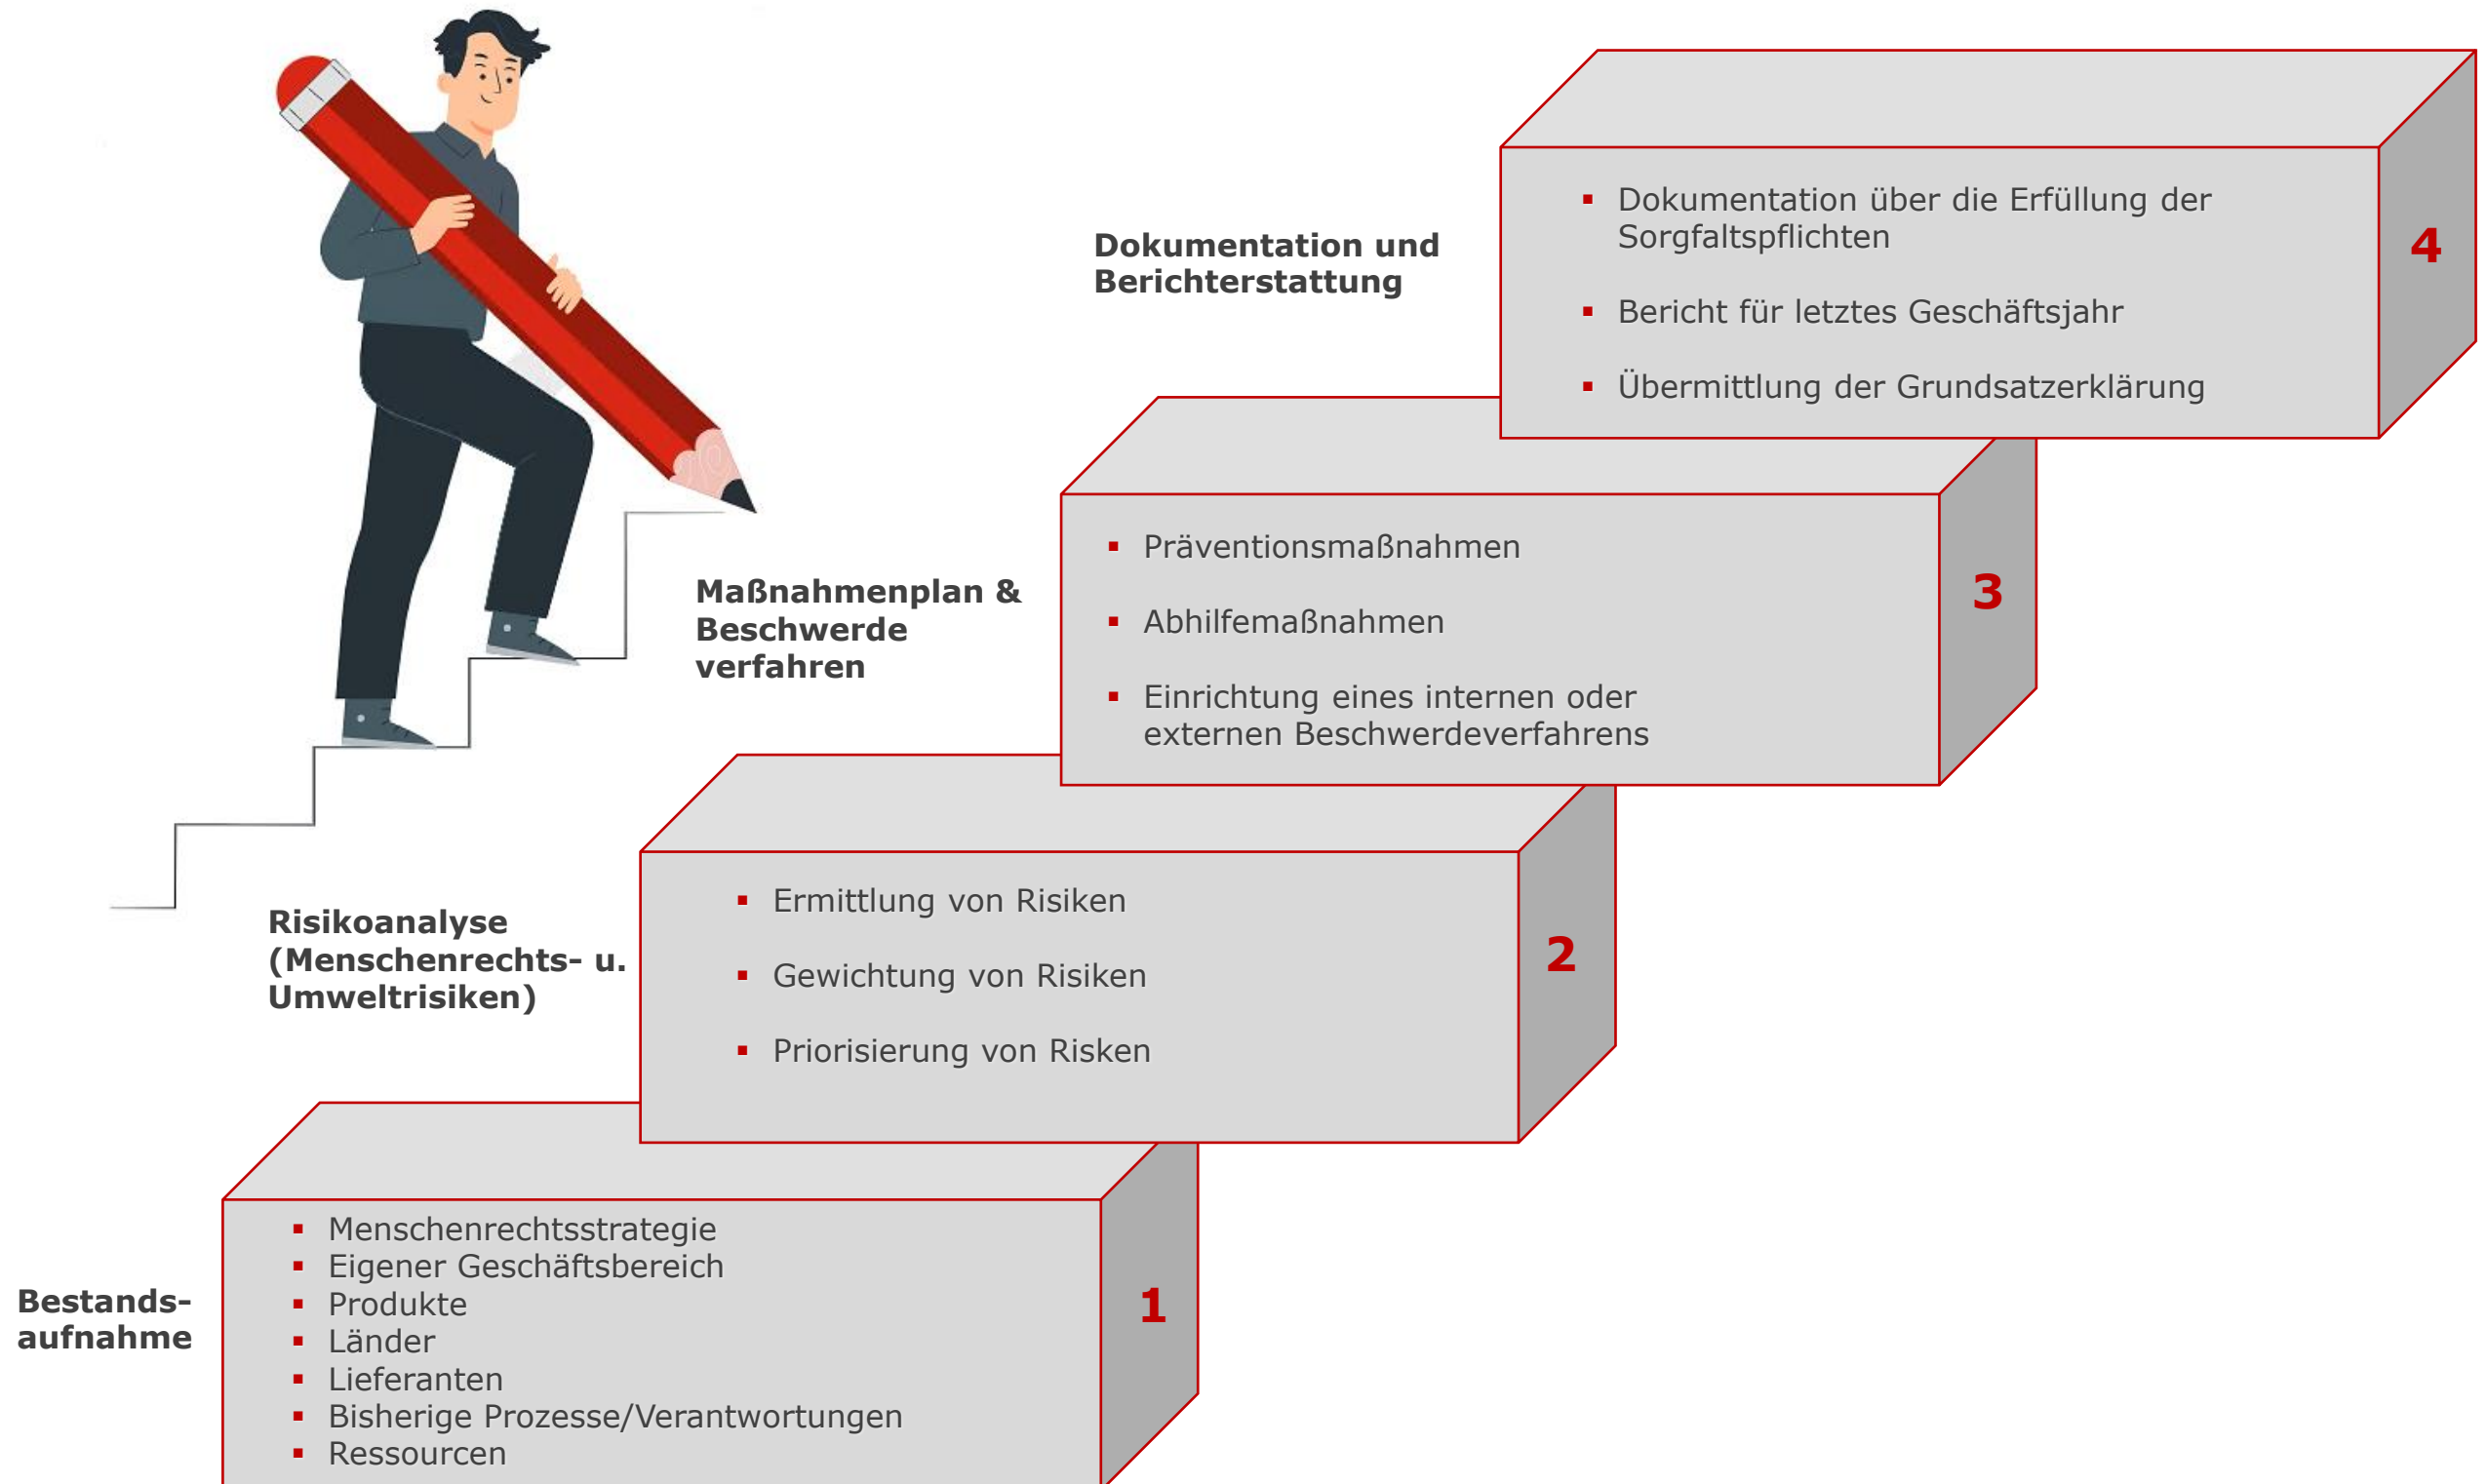 Dokumentation und
Berichterstattung
▪ Dokumentation über die Erfüllung der
Sorgfaltspflichten
▪ Bericht für letztes Geschäftsjahr
▪ Übermittlung der Grundsatzerklärung
4
Maßnahmenplan &
Beschwerde
verfahren
▪ Präventionsmaßnahmen
▪ Abhilfemaßnahmen
▪ Einrichtung eines internen oder
externen Beschwerdeverfahrens
3
Risikoanalyse
(Menschenrechts- u.
Umweltrisiken)
▪ Ermittlung von Risiken
▪ Gewichtung von Risiken
▪ Priorisierung von Risken
2
Bestands-
aufnahme
▪ Menschenrechtsstrategie
▪ Eigener Geschäftsbereich
▪ Produkte
▪ Länder
▪ Lieferanten
▪ Bisherige Prozesse/Verantwortungen
▪ Ressourcen
1